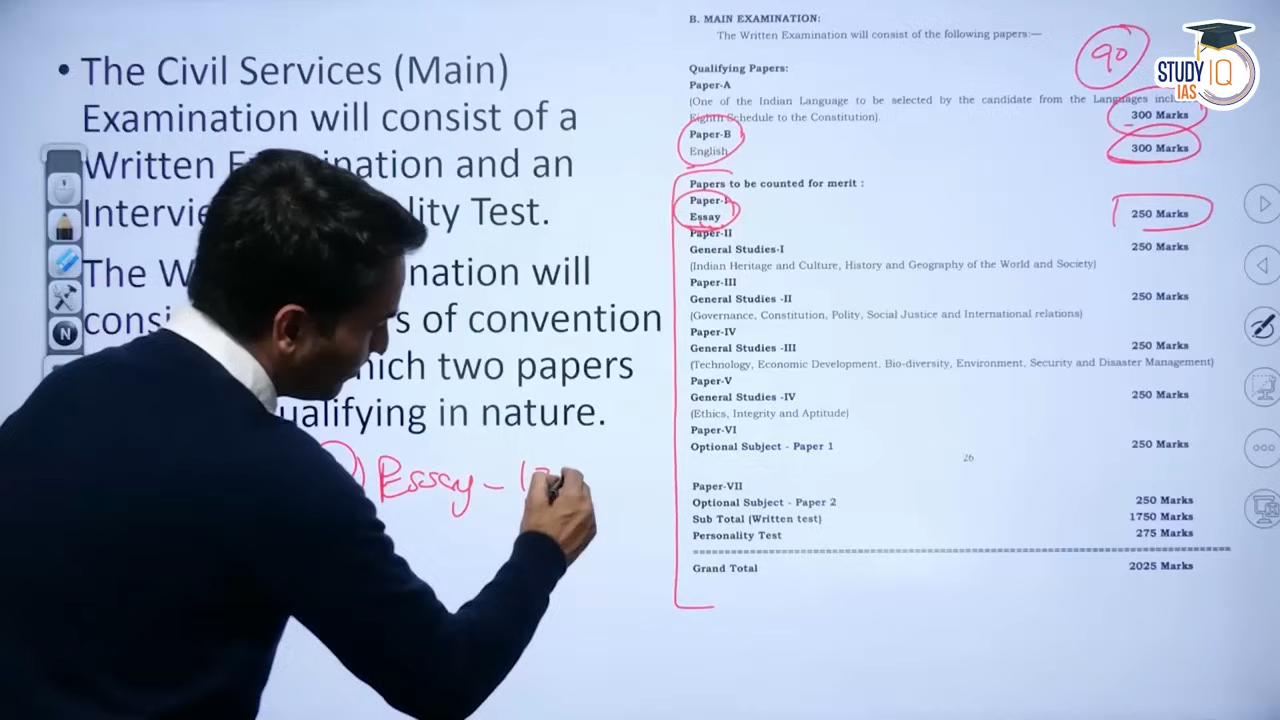 • The Civil Services (Main)
Examination will consist of a
Written Examination and an
Interview Test.
The nation will
s of convention
which two papers
qualifying in nature.
Essay -
N
B. MAIN EXAMINATION:
The Written Examination will consist of the following papers:—
Qualifying Papers:
Paper-A
(One of the Indian Language to be selected by the candidate from the Languages
Eighth Schedule to the Constitution).
300 Marks
Paper-B
English
300 Marks
Papers to be counted for merit :
Paper-I
Essay
250 Marks
Paper-II
General Studies-I
250 Marks
(Indian Heritage and Culture, History and Geography of the World and Society)
Paper-III
General Studies -II
250 Marks
(Governance, Constitution, Polity, Social Justice and International relations)
Paper-IV
General Studies -III
250 Marks
(Technology, Economic Development, Bio-diversity, Environment, Security and Disaster Management)
Paper-V
General Studies -IV
250 Marks
(Ethics, Integrity and Aptitude)
Paper-VI
Optional Subject - Paper 1
250 Marks
26
Paper-VII
Optional Subject - Paper 2
250 Marks
Sub Total (Written test)
1750 Marks
Personality Test
275 Marks
Grand Total
2025 Marks
90
STUDY IQ
IAS